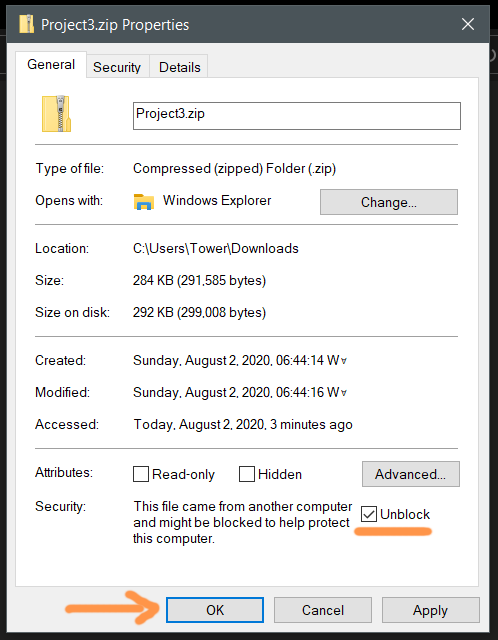 Project3.zip Properties
General Security Details
Project3.zip
Type of file: Compressed (zipped) Folder (.zip)
Opens with: Windows Explorer Change...
Location: C:\Users\Tower\Downloads
Size: 284 KB (291,585 bytes)
Size on disk: 292 KB (299,008 bytes)
Created: Sunday, August 2, 2020, 06:44:14 W▿
Modified: Sunday, August 2, 2020, 06:44:16 W▿
Accessed: Today, August 2, 2020, 3 minutes ago
Attributes: Read-only Hidden Advanced...
Security: This file came from another computer
and might be blocked to help protect
this computer.
Unblock
OK Cancel Apply